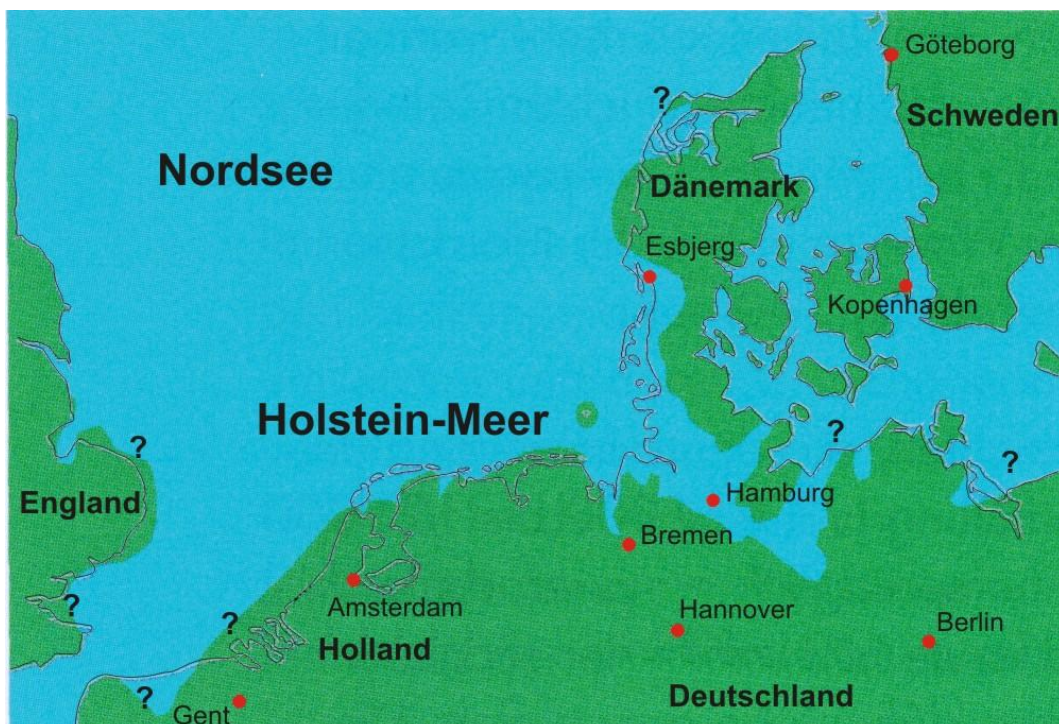 Göteborg
Schweden
?
Nordsee
Dänemark
Esbjerg
Kopenhagen
Holstein-Meer
?
?
?
England
Hamburg
Bremen
?
Amsterdam
?
Hannover
Berlin
Holland
?
Gent
Deutschland